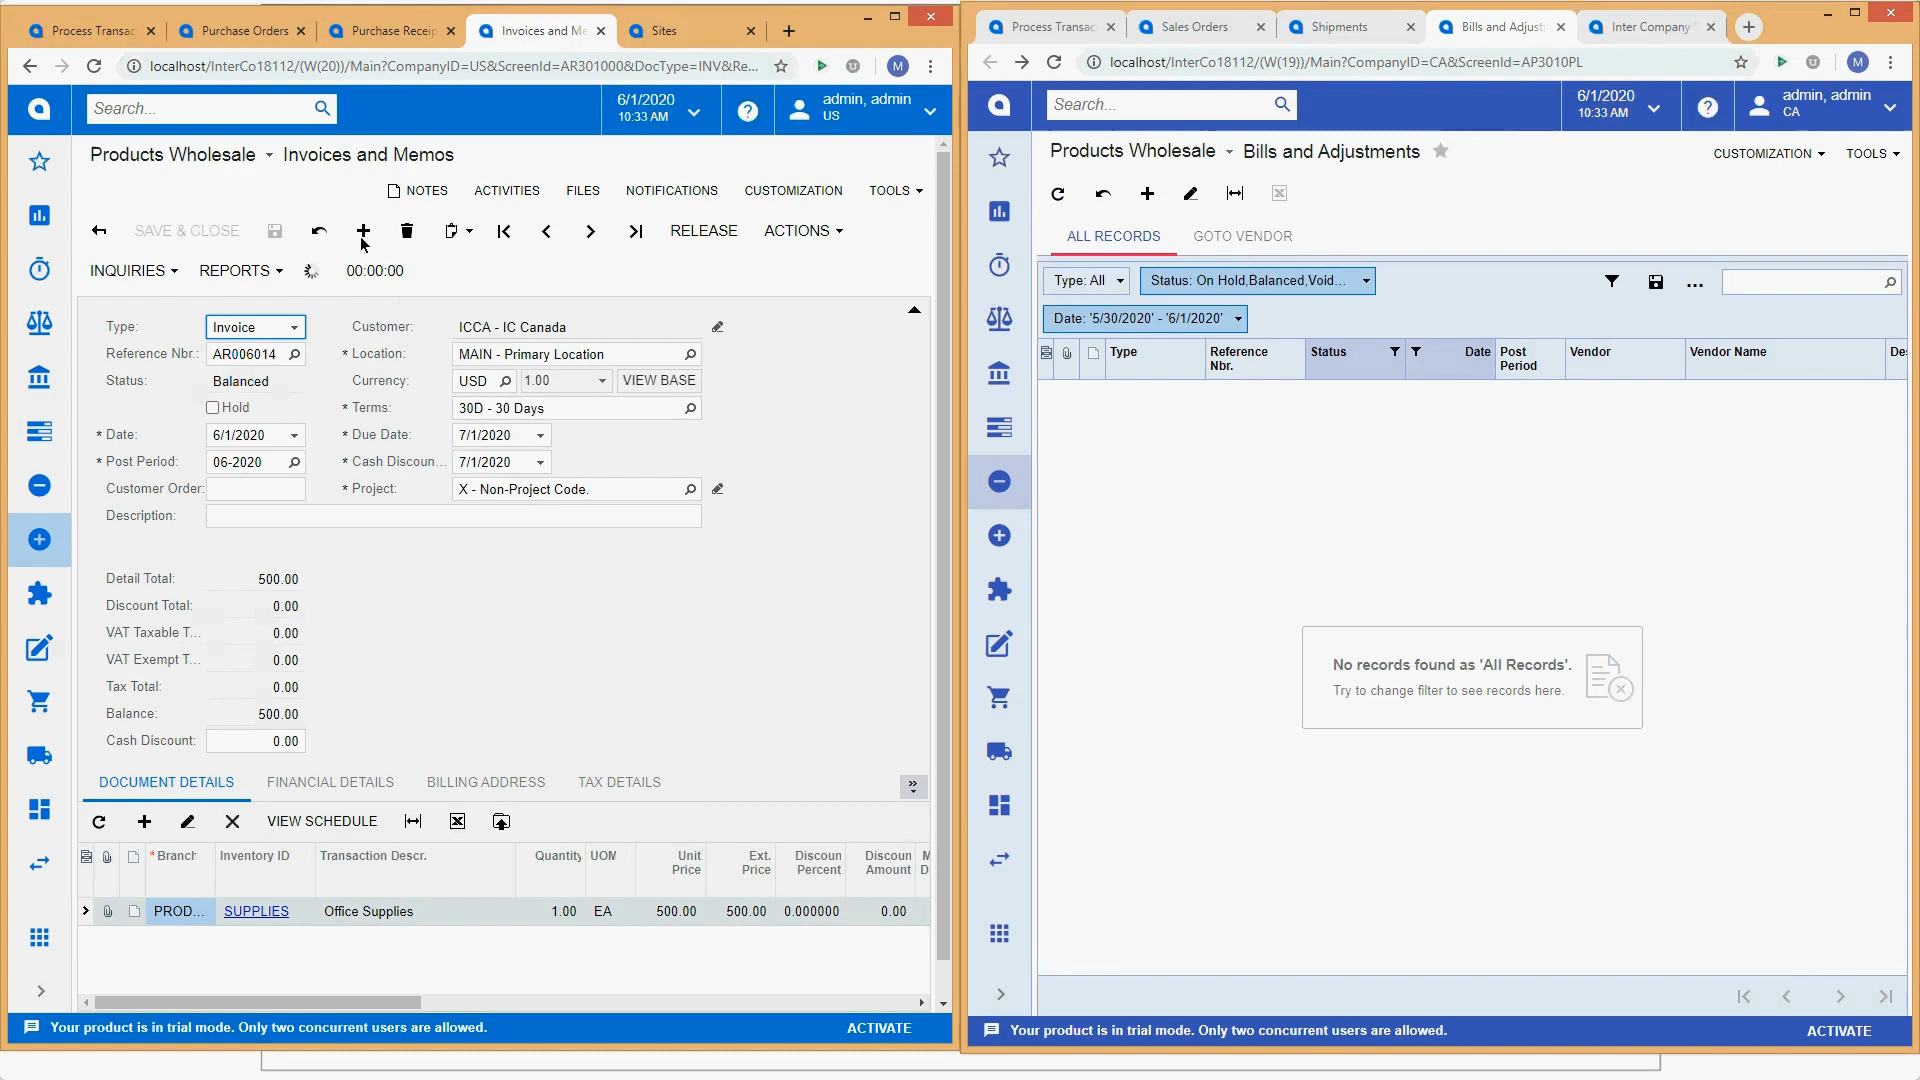 Process Transac
Purchase Orders
Purchase Receip
Invoices and Me
Sites
localhost/InterCo18112/(W(20))/Main?CompanyID=US&ScreenId=AR301000&DocType=INV&Re...
M
Search...
6/1/2020
10:33 AM
admin, admin
US
Products Wholesale
Invoices and Memos
NOTES
ACTIVITIES
FILES
NOTIFICATIONS
CUSTOMIZATION
TOOLS
SAVE & CLOSE
RELEASE
ACTIONS
INQUIRIES
REPORTS
00:00:00
Type:
Invoice
Customer:
ICCA - IC Canada
Reference Nbr.:
AR006014
* Location:
MAIN - Primary Location
Status:
Balanced
Currency:
USD
1.00
VIEW BASE
Hold
* Terms:
30D - 30 Days
* Date:
6/1/2020
* Due Date:
7/1/2020
* Post Period:
06-2020
* Cash Discoun...
7/1/2020
Customer Order:
* Project:
X - Non-Project Code.
Description:
Detail Total:
500.00
Discount Total:
0.00
VAT Taxable T...
0.00
VAT Exempt T...
0.00
Tax Total:
0.00
Balance:
500.00
Cash Discount:
0.00
DOCUMENT DETAILS
FINANCIAL DETAILS
BILLING ADDRESS
TAX DETAILS
VIEW SCHEDULE
* Branch
Inventory ID
Transaction Descr.
Quantity
UOM
Unit Price
Ext. Price
Discoun Percent
Discoun Amount
M D
PROD...
SUPPLIES
Office Supplies
1.00
EA
500.00
500.00
0.000000
0.00
Your product is in trial mode. Only two concurrent users are allowed.
ACTIVATE
Process Transac
Sales Orders
Shipments
Bills and Adjust
Inter Company
localhost/InterCo18112/(W(19))/Main?CompanyID=CA&ScreenId=AP3010PL
M
Search...
6/1/2020
10:33 AM
admin, admin
CA
Products Wholesale
Bills and Adjustments
CUSTOMIZATION
TOOLS
ALL RECORDS
GOTO VENDOR
Type: All
Status: On Hold,Balanced,Void...
...
Date: '5/30/2020' - '6/1/2020'
Type
Reference Nbr.
Status
Date
Post Period
Vendor
Vendor Name
De
No records found as 'All Records'.
Try to change filter to see records here.
Your product is in trial mode. Only two concurrent users are allowed.
ACTIVATE